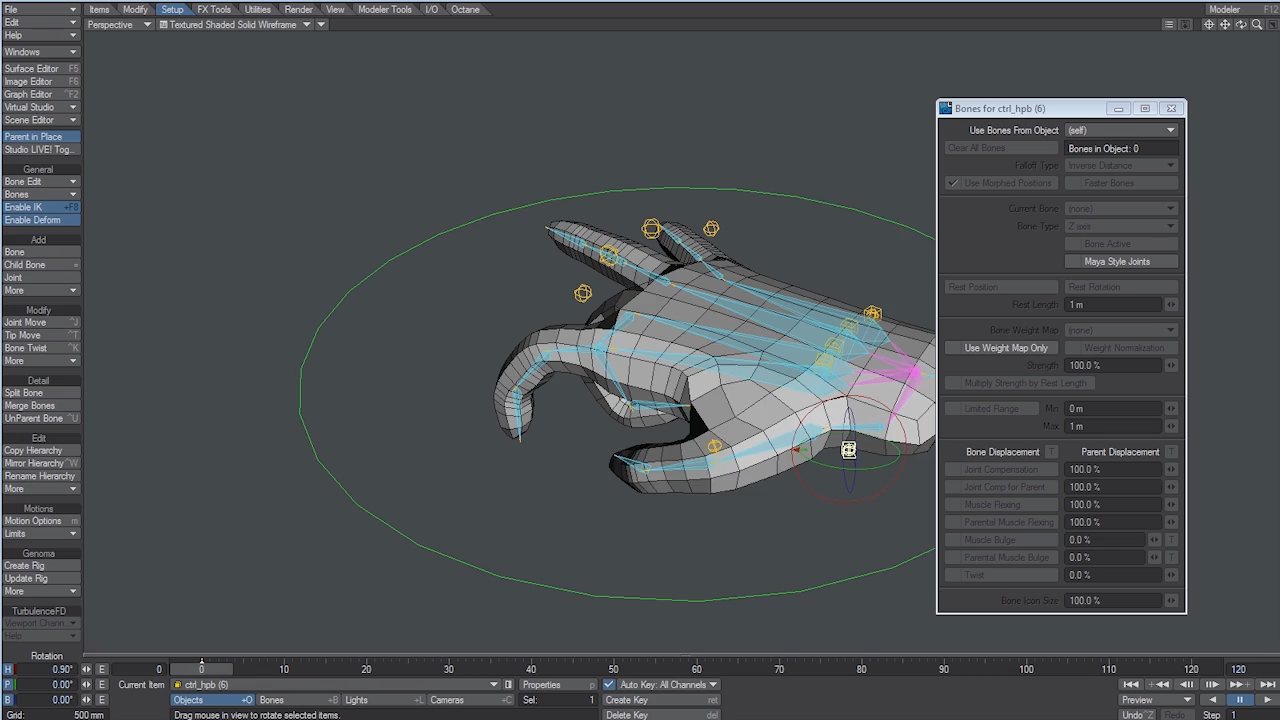 File
Items Modify Setup FX Tools Utilities Render View Modeler Tools I/O Octane Modeler F12
Edit
Perspective Textured Shaded Solid Wireframe
Help
Windows
Surface Editor F5
Image Editor F6
Graph Editor ^F2
Virtual Studio
Scene Editor
Parent in Place
Studio LIVE! Tog...
General
Bone Edit
Bones
Enable IK +F8
Enable Deform
Add
Bone
Child Bone =
Joint
More
Modify
Joint Move ^J
Tip Move ^T
Bone Twist ^K
More
Detail
Split Bone
Merge Bones
UnParent Bone ^U
Edit
Copy Hierarchy
Mirror Hierarchy ^W
Rename Hierarchy
More
Motions
Motion Options m
Limits
Genoma
Create Rig
Update Rig
More
TurbulenceFD
Viewport Chann...
Help
Bones for ctrl_hpb (6)
Use Bones From Object (self)
Clear All Bones Bones in Object: 0
Falloff Type Inverse Distance
Use Morphed Positions Faster Bones
Current Bone (none)
Bone Type Z axis
Bone Active
Maya Style Joints
Rest Position Rest Rotation
Rest Length 1 m
Bone Weight Map (none)
Use Weight Map Only Weight Normalization
Strength 100.0 %
Multiply Strength by Rest Length
Limited Range Min 0 m
Max 1 m
Bone Displacement T Parent Displacement T
Joint Compensation 100.0 %
Joint Comp for Parent 100.0 %
Muscle Flexing 100.0 %
Parental Muscle Flexing 100.0 %
Muscle Bulge 0.0 % T
Parental Muscle Bulge 0.0 % T
Twist 0.0 %
Bone Icon Size 100.0 %
Rotation
H 0.90° E 0 0 10 20 30 40 50 60 70 80 90 100 110 120 120
P 0.00° E Current Item ctrl_hpb (6) Properties p Auto Key: All Channels
B 0.00° E Objects +O Bones +B Lights +L Cameras +C Sel: 1 Create Key ret Preview
Grid: 500 mm Drag mouse in view to rotate selected items. Delete Key del Undo ^Z Redo Step 1